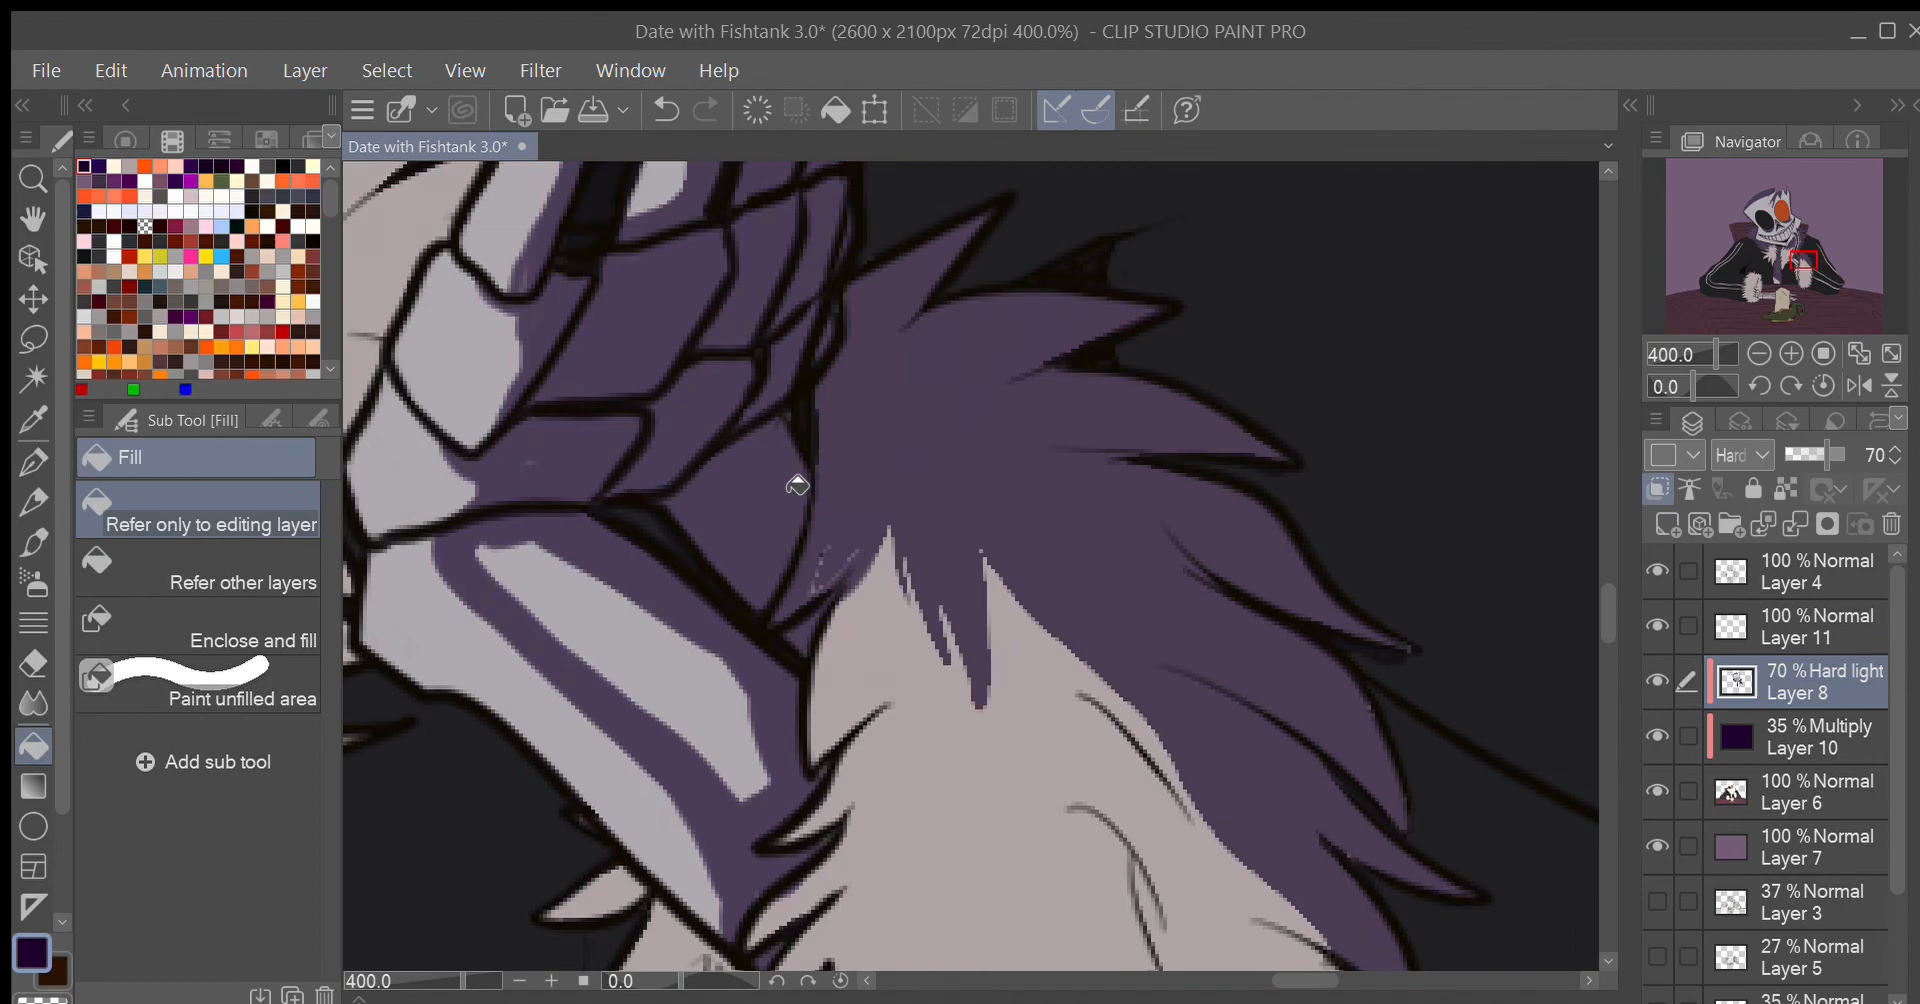 Date with Fishtank 3.0* (2600 x 2100px 72dpi 400.0%) - CLIP STUDIO PAINT PRO
File Edit Animation Layer Select View Filter Window Help
Date with Fishtank 3.0*
Navigator
400.0
0.0
Sub Tool [Fill]
Fill
Refer only to editing layer
Refer other layers
Enclose and fill
Paint unfilled area
Add sub tool
Hard
70
100 % Normal
Layer 4
100 % Normal
Layer 11
70 % Hard light
Layer 8
35 % Multiply
Layer 10
100 % Normal
Layer 6
100 % Normal
Layer 7
37 % Normal
Layer 3
27 % Normal
Layer 5
35 % Normal
400.0
0.0